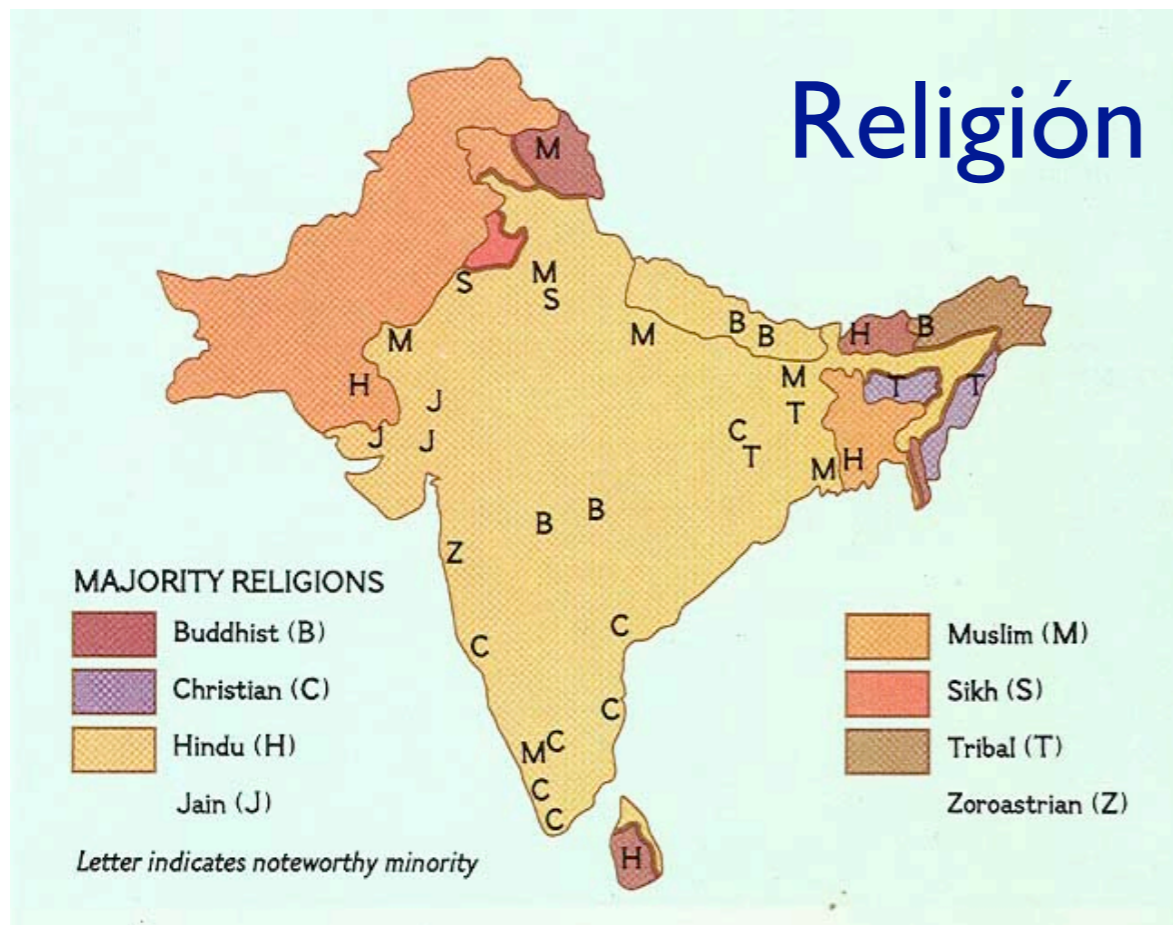 Religión
M
S
M
S
M
M
B
B
H
B
H
J
J
J
M
T
T
T
C
T
M
H
B
B
Z
C
C
C
M
C
C
C
H
MAJORITY RELIGIONS
Buddhist (B)
Christian (C)
Hindu (H)
Jain (J)
Letter indicates noteworthy minority
Muslim (M)
Sikh (S)
Tribal (T)
Zoroastrian (Z)